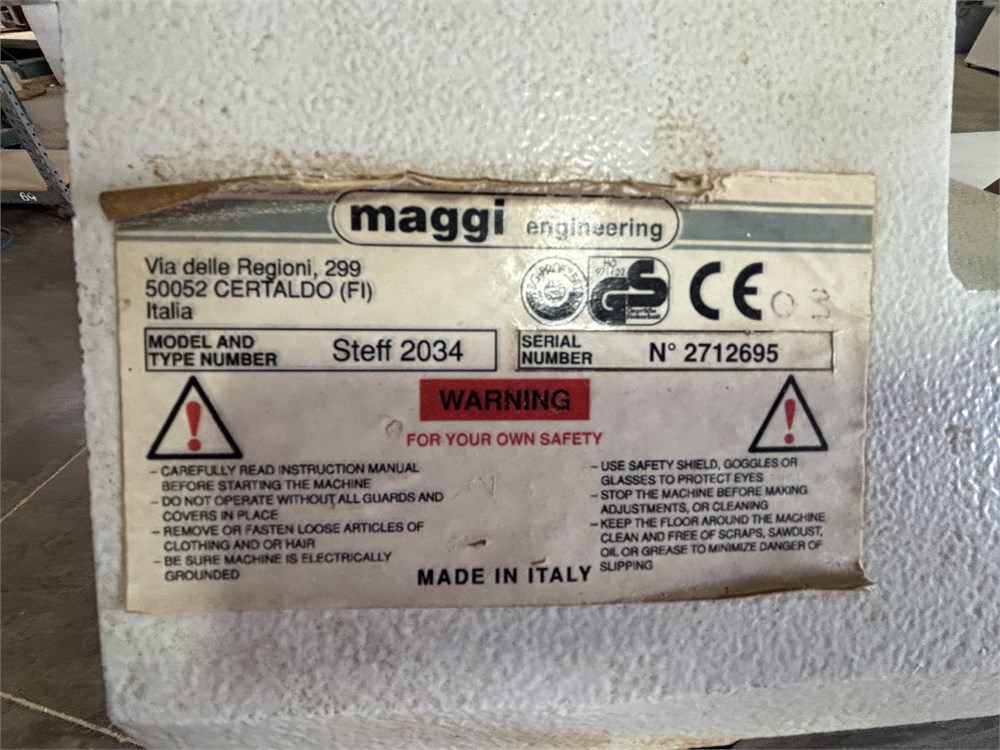 maggi engineering
Via delle Regioni, 299
50052 CERTALDO (FI)
Italia
GS
CE 03
MODEL AND
TYPE NUMBER
Steff 2034
SERIAL
NUMBER
N° 2712695
WARNING
FOR YOUR OWN SAFETY
– CAREFULLY READ INSTRUCTION MANUAL
BEFORE STARTING THE MACHINE
– DO NOT OPERATE WITHOUT ALL GUARDS AND
COVERS IN PLACE
– REMOVE OR FASTEN LOOSE ARTICLES OF
CLOTHING AND OR HAIR
– BE SURE MACHINE IS ELECTRICALLY
GROUNDED
– USE SAFETY SHIELD, GOGGLES OR
GLASSES TO PROTECT EYES
– STOP THE MACHINE BEFORE MAKING
ADJUSTMENTS, OR CLEANING
– KEEP THE FLOOR AROUND THE MACHINE
CLEAN AND FREE OF SCRAPS, SAWDUST,
OIL OR GREASE TO MINIMIZE DANGER OF
SLIPPING
MADE IN ITALY